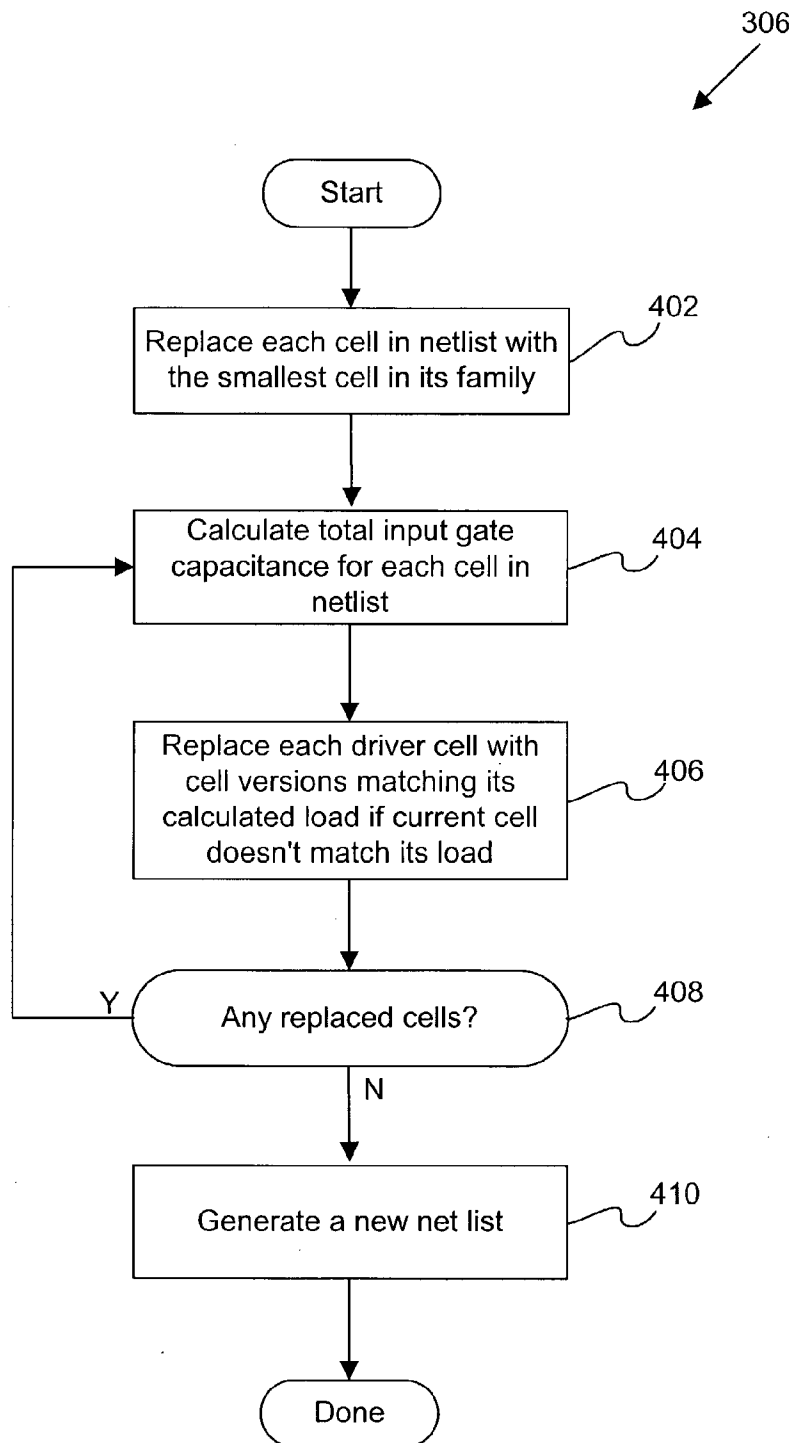 306
Start
402
Replace each cell in netlist with
the smallest cell in its family
404
Calculate total input gate
capacitance for each cell in
netlist
406
Replace each driver cell with
cell versions matching its
calculated load if current cell
doesn't match its load
408
Y
Any replaced cells?
N
410
Generate a new net list
Done